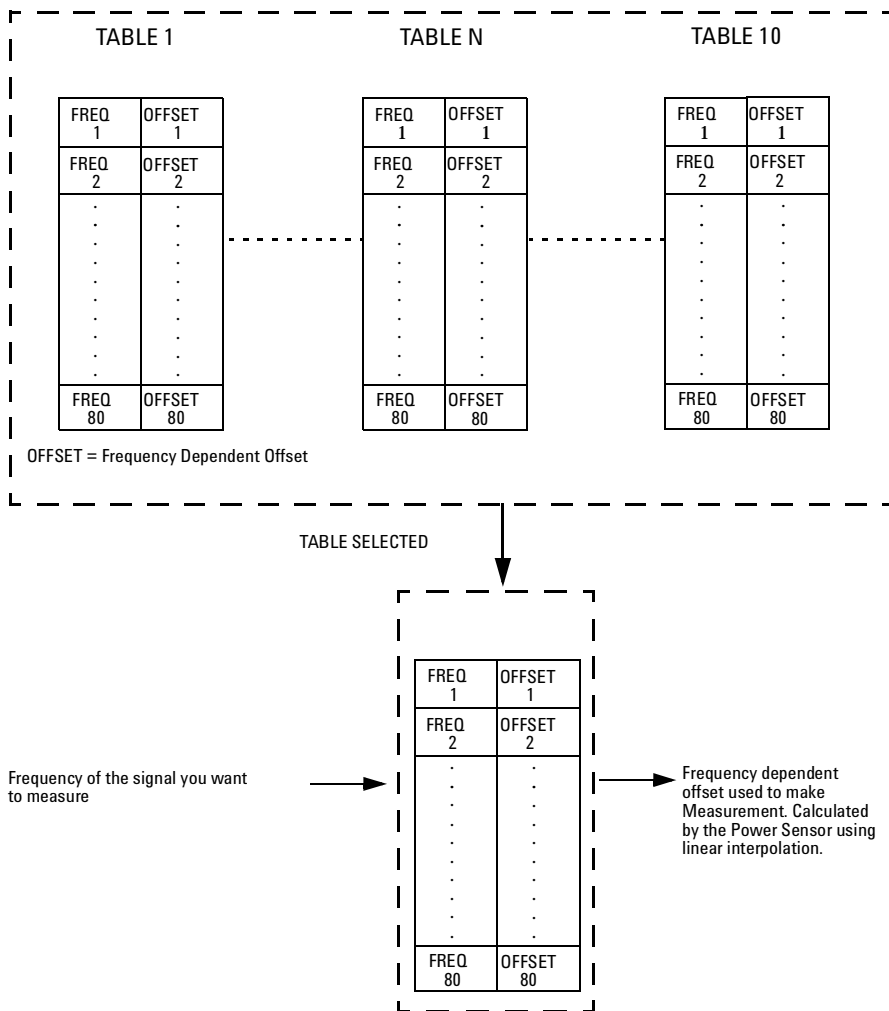 TABLE 1 TABLE N TABLE 10
FREQ OFFSET FREQ OFFSET FREQ OFFSET
1 1 1 1 1 1
FREQ OFFSET FREQ OFFSET FREQ OFFSET
2 2 2 2 2 2
FREQ OFFSET FREQ OFFSET FREQ OFFSET
80 80 80 80 80 80
OFFSET = Frequency Dependent Offset
TABLE SELECTED
FREQ OFFSET
1 1
FREQ OFFSET
2 2
Frequency of the signal you want
to measure
Frequency dependent
offset used to make
Measurement. Calculated
by the Power Sensor using
linear interpolation.
FREQ OFFSET
80 80